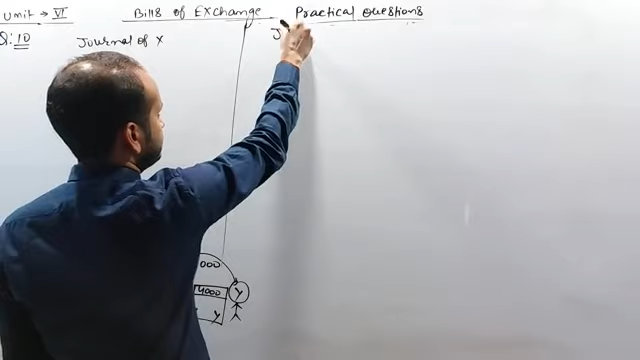 Unit → VI
Bills of Exchange
Practical Questions
Q:10
Journal of X
J
000
4000
Y
Y